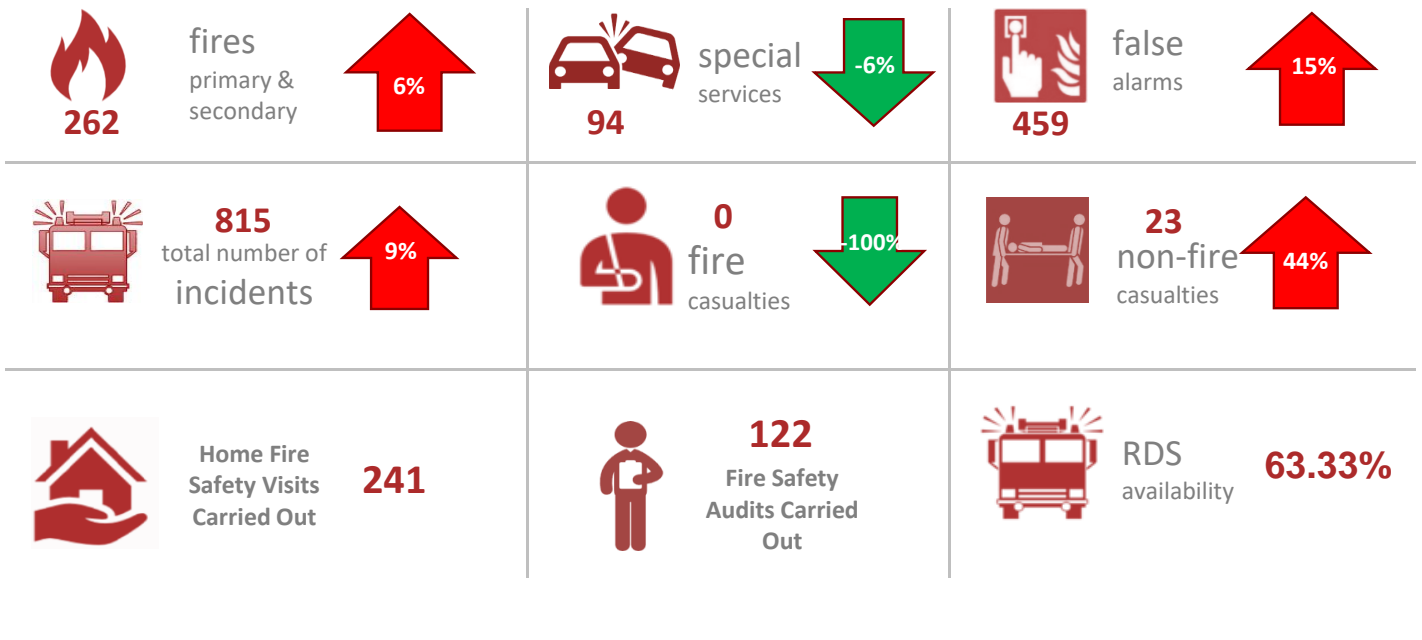 fires
primary &
secondary
262
6%
special
services
94
-6%
false
alarms
459
15%
815
total number of
incidents
9%
0
fire
casualties
-100%
23
non-fire
casualties
44%
Home Fire
Safety Visits
Carried Out
241
122
Fire Safety
Audits Carried
Out
RDS
availability
63.33%